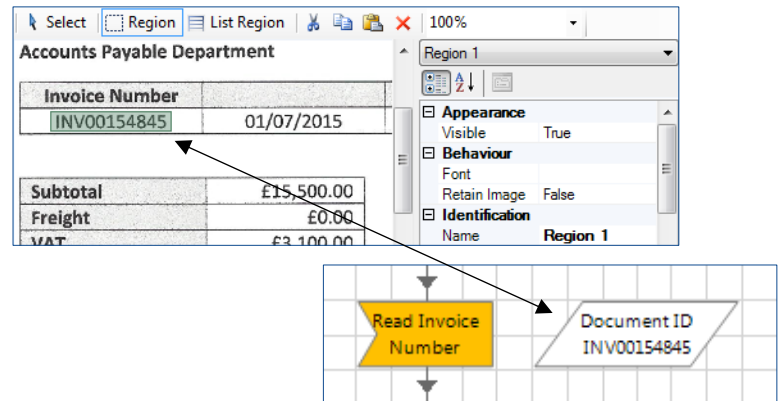 Select Region List Region 100%
Accounts Payable Department
Invoice Number
INV00154845 01/07/2015
Subtotal £15,500.00
Freight £0.00
VAT £3,100.00
Region 1
Appearance
Visible True
Behaviour
Font
Retain Image False
Identification
Name Region 1
Read Invoice
Number
Document ID
INV00154845